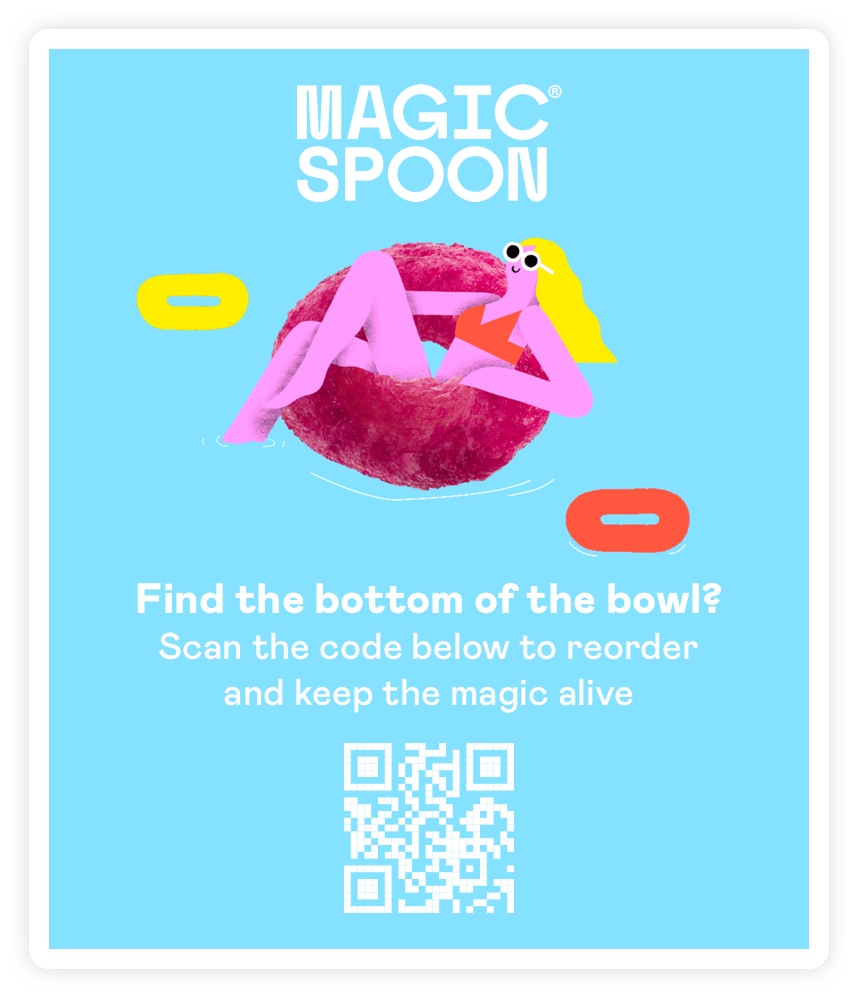 MAGIC®
SPOON
Find the bottom of the bowl?
Scan the code below to reorder
and keep the magic alive